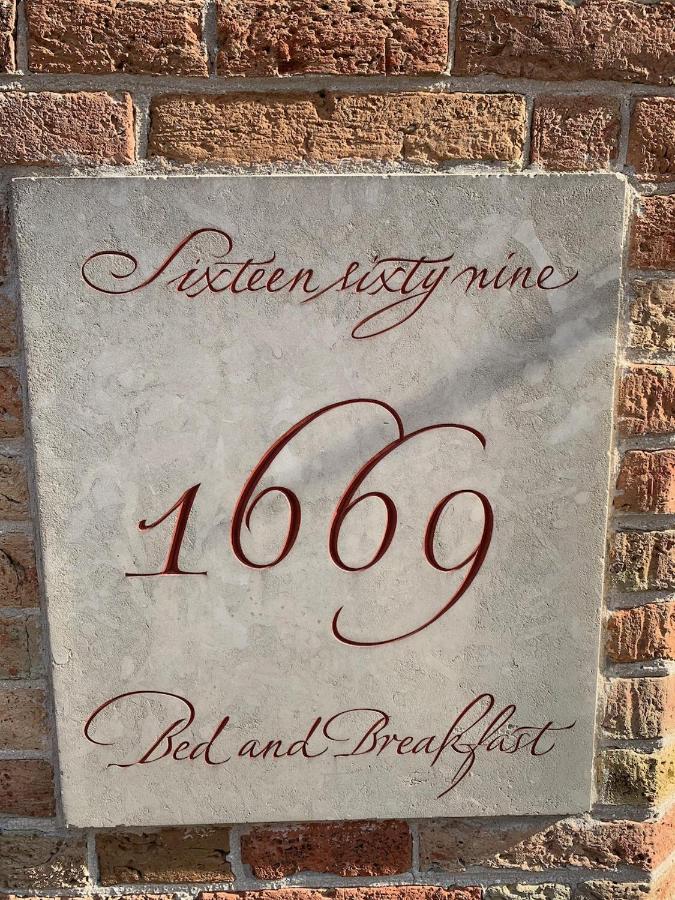 Sixteen sixty nine
1669
Bed and Breakfast